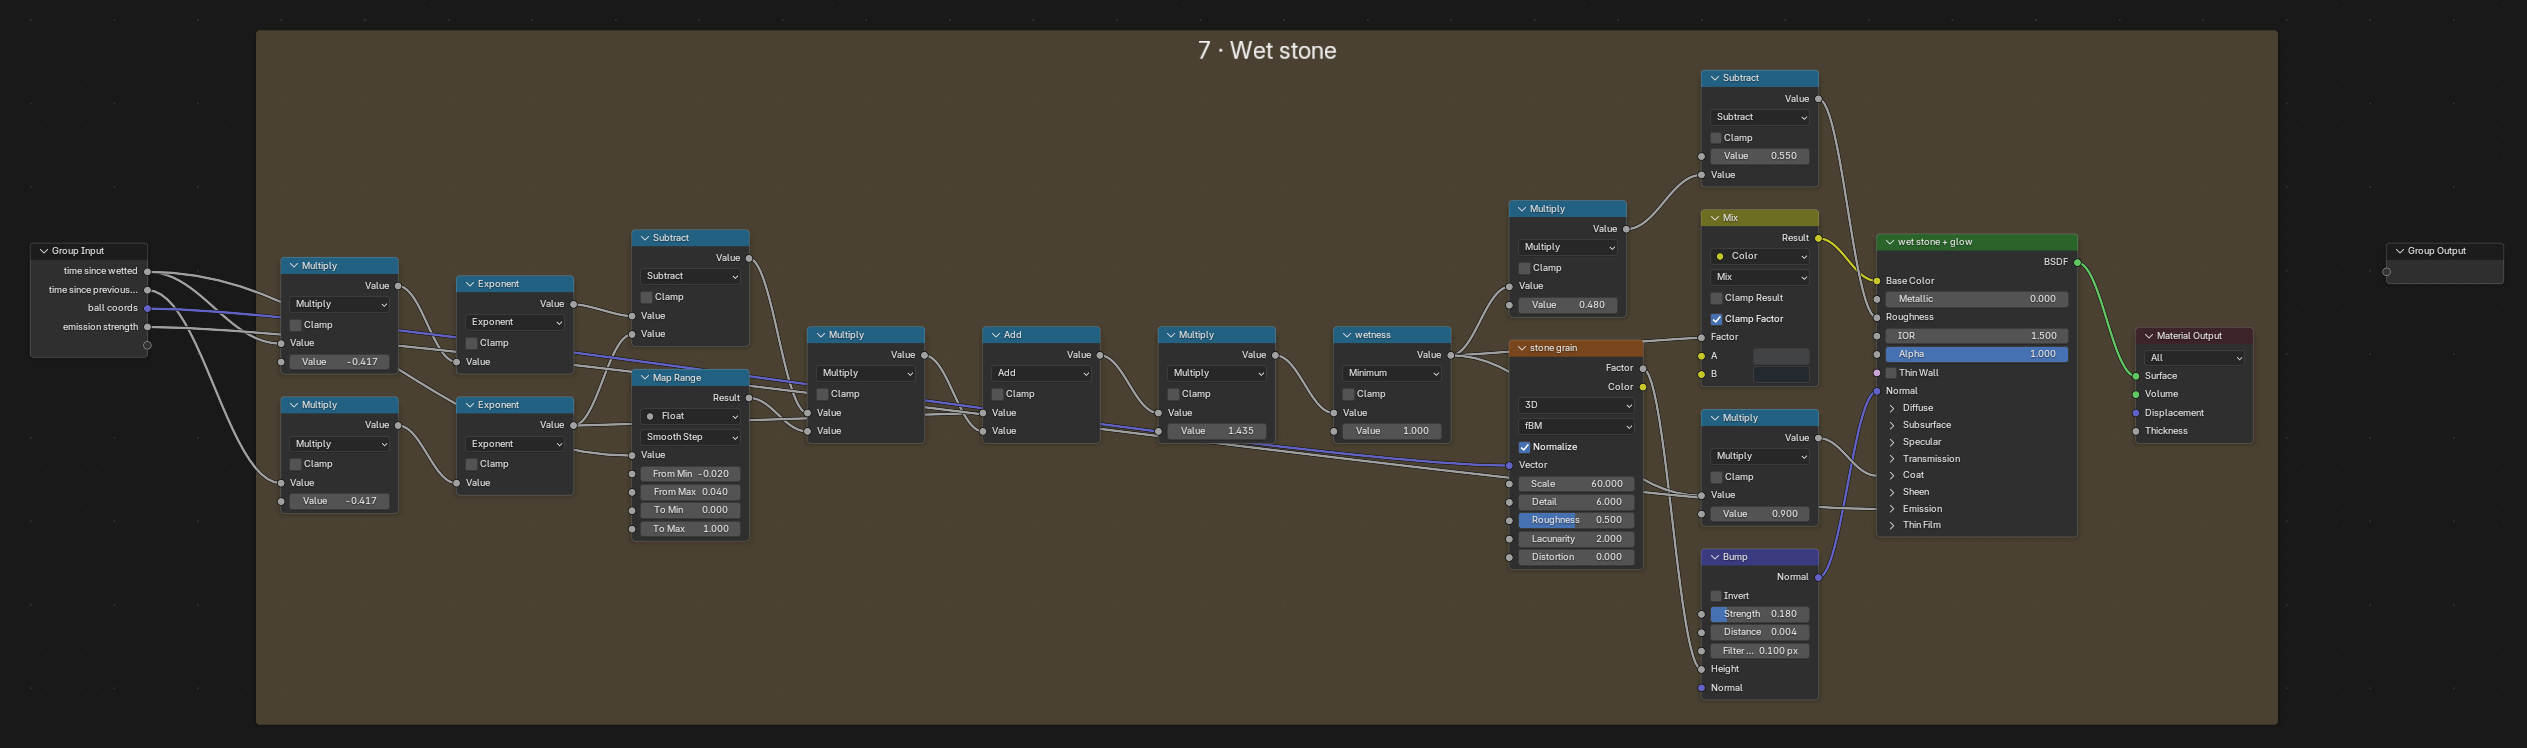 7 · Wet stone
Group Input
time since wetted
time since previous...
ball coords
emission strength
Multiply
Value
Multiply
Clamp
Value
Value -0.417
Multiply
Value
Multiply
Clamp
Value
Value -0.417
Exponent
Value
Exponent
Clamp
Value
Exponent
Value
Exponent
Clamp
Value
Subtract
Value
Subtract
Clamp
Value
Value
Map Range
Result
Float
Smooth Step
Value
From Min -0.020
From Max 0.040
To Min 0.000
To Max 1.000
Multiply
Value
Multiply
Clamp
Value
Value
Add
Value
Add
Clamp
Value
Value
Multiply
Value
Multiply
Clamp
Value
Value 1.435
wetness
Value
Minimum
Clamp
Value
Value 1.000
Multiply
Value
Multiply
Clamp
Value
Value 0.480
stone grain
Factor
Color
3D
fBM
Normalize
Vector
Scale 60.000
Detail 6.000
Roughness 0.500
Lacunarity 2.000
Distortion 0.000
Subtract
Value
Subtract
Clamp
Value 0.550
Value
Mix
Result
Color
Mix
Clamp Result
Clamp Factor
Factor
A
B
Multiply
Value
Multiply
Clamp
Value
Value 0.900
Bump
Normal
Invert
Strength 0.180
Distance 0.004
Filter ... 0.100 px
Height
Normal
wet stone + glow
BSDF
Base Color
Metallic 0.000
Roughness
IOR 1.500
Alpha 1.000
Thin Wall
Normal
Diffuse
Subsurface
Specular
Transmission
Coat
Sheen
Emission
Thin Film
Material Output
All
Surface
Volume
Displacement
Thickness
Group Output